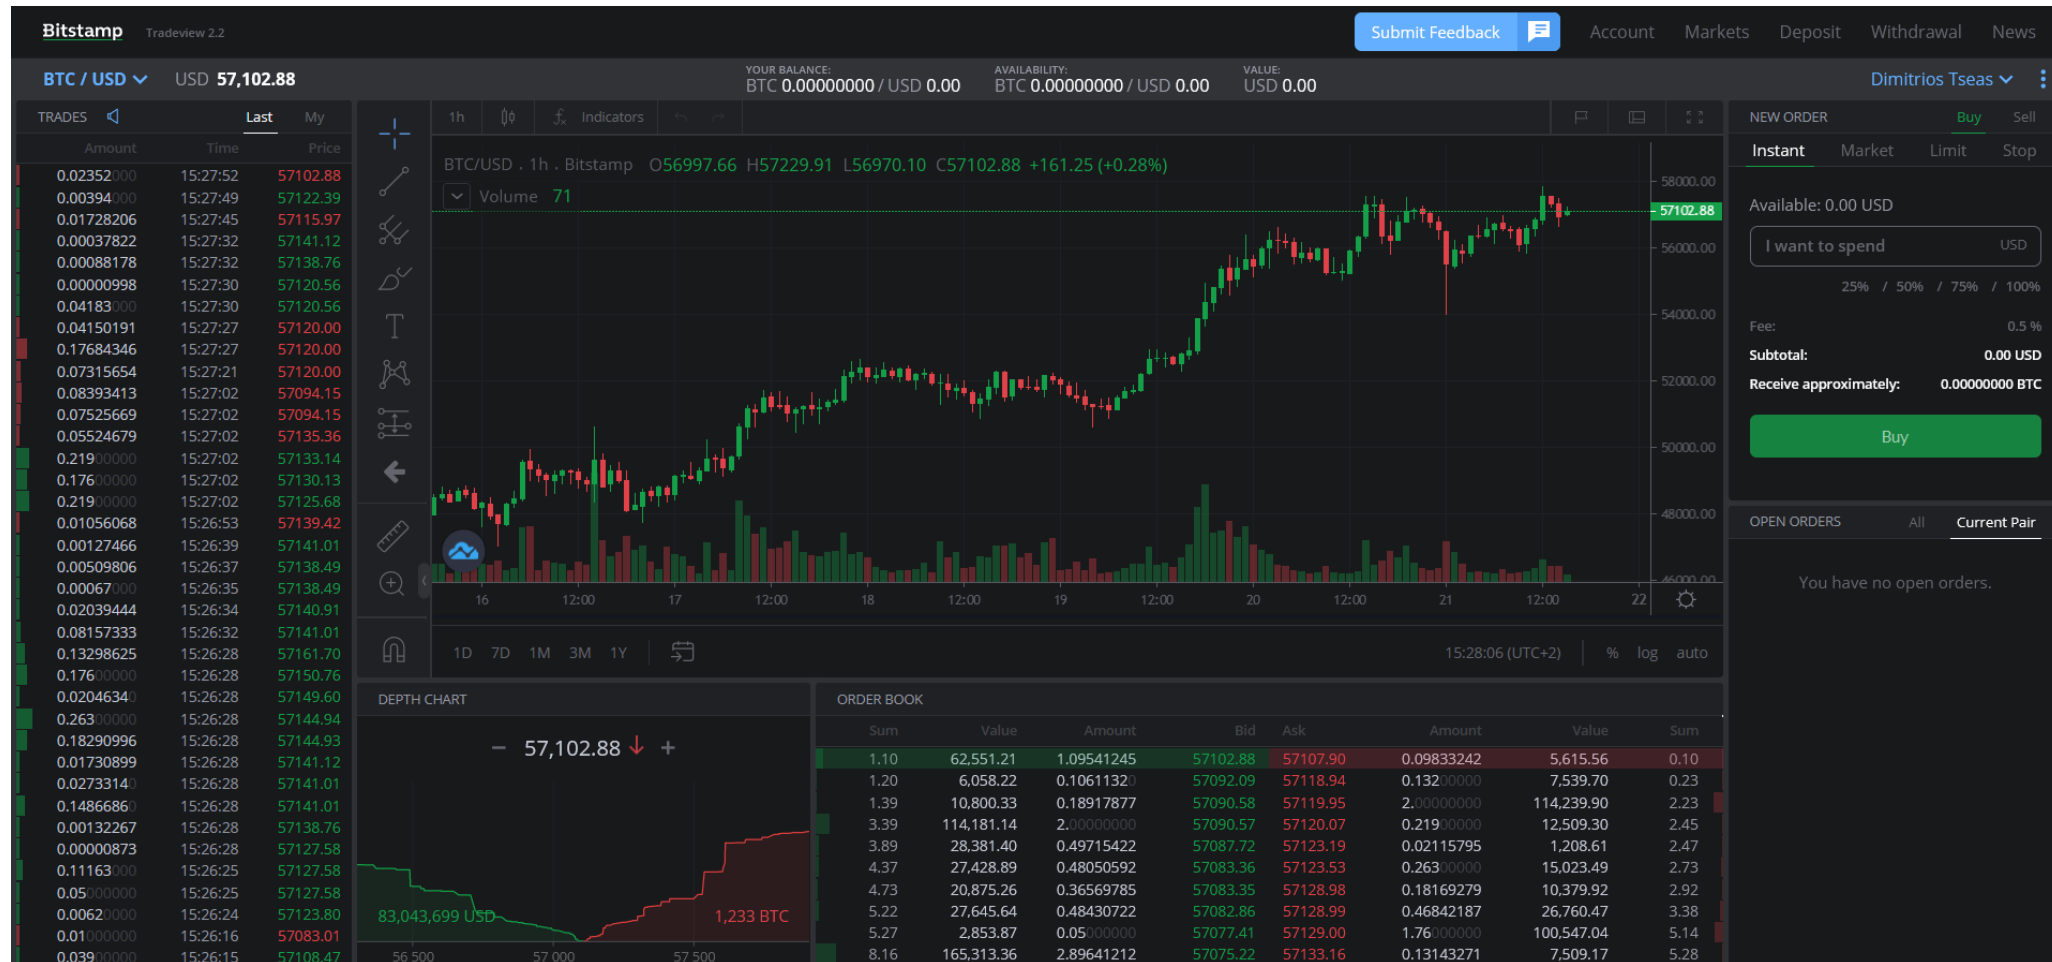 Bitstamp Tradeview 2.2 Submit Feedback Account Markets Deposit Withdrawal News
BTC / USD USD 57,102.88
YOUR BALANCE:
BTC 0.00000000 / USD 0.00
AVAILABILITY:
BTC 0.00000000 / USD 0.00
VALUE:
USD 0.00
Dimitrios Tseas
TRADES Last My
Amount Time Price
0.02352000 15:27:52 57102.88
0.00394000 15:27:49 57122.39
0.01728206 15:27:45 57115.97
0.00037822 15:27:32 57141.12
0.00088178 15:27:32 57138.76
0.00000998 15:27:30 57120.56
0.04183000 15:27:30 57120.56
0.04150191 15:27:27 57120.00
0.17684346 15:27:27 57120.00
0.07315654 15:27:21 57120.00
0.08393413 15:27:02 57094.15
0.07525669 15:27:02 57094.15
0.05524679 15:27:02 57135.36
0.21900000 15:27:02 57133.14
0.17600000 15:27:02 57130.13
0.21900000 15:27:02 57125.68
0.01056068 15:26:53 57139.42
0.00127466 15:26:39 57141.01
0.00509806 15:26:37 57138.49
0.00067000 15:26:35 57138.49
0.02039444 15:26:34 57140.91
0.08157333 15:26:32 57141.01
0.13298625 15:26:28 57161.70
0.17600000 15:26:28 57150.76
0.02046340 15:26:28 57149.60
0.26300000 15:26:28 57144.94
0.18290996 15:26:28 57144.93
0.01730899 15:26:28 57141.12
0.02733140 15:26:28 57141.01
0.14866860 15:26:28 57141.01
0.00132267 15:26:28 57138.76
0.00000873 15:26:28 57127.58
0.11163000 15:26:25 57127.58
0.05000000 15:26:25 57127.58
0.00620000 15:26:24 57123.80
0.01000000 15:26:16 57083.01
0.03900000 15:26:15 57108.47
1h Indicators
BTC/USD . 1h . Bitstamp O56997.66 H57229.91 L56970.10 C57102.88 +161.25 (+0.28%)
Volume 71
58000.00
57102.88
56000.00
54000.00
52000.00
50000.00
48000.00
46000.00
16 12:00 17 12:00 18 12:00 19 12:00 20 12:00 21 12:00 22
1D 7D 1M 3M 1Y 15:28:06 (UTC+2) % log auto
DEPTH CHART
− 57,102.88 +
83,043,699 USD 1,233 BTC
56 500 57 000 57 500
ORDER BOOK
Sum Value Amount Bid Ask Amount Value Sum
1.10 62,551.21 1.09541245 57102.88 57107.90 0.09833242 5,615.56 0.10
1.20 6,058.22 0.10611320 57092.09 57118.94 0.13200000 7,539.70 0.23
1.39 10,800.33 0.18917877 57090.58 57119.95 2.00000000 114,239.90 2.23
3.39 114,181.14 2.00000000 57090.57 57120.07 0.21900000 12,509.30 2.45
3.89 28,381.40 0.49715422 57087.72 57123.19 0.02115795 1,208.61 2.47
4.37 27,428.89 0.48050592 57083.36 57123.53 0.26300000 15,023.49 2.73
4.73 20,875.26 0.36569785 57083.35 57128.98 0.18169279 10,379.92 2.92
5.22 27,645.64 0.48430722 57082.86 57128.99 0.46842187 26,760.47 3.38
5.27 2,853.87 0.05000000 57077.41 57129.00 1.76000000 100,547.04 5.14
8.16 165,313.36 2.89641212 57075.22 57133.16 0.13143271 7,509.17 5.28
NEW ORDER Buy Sell
Instant Market Limit Stop
Available: 0.00 USD
I want to spend USD
25% / 50% / 75% / 100%
Fee: 0.5 %
Subtotal: 0.00 USD
Receive approximately: 0.00000000 BTC
Buy
OPEN ORDERS All Current Pair
You have no open orders.